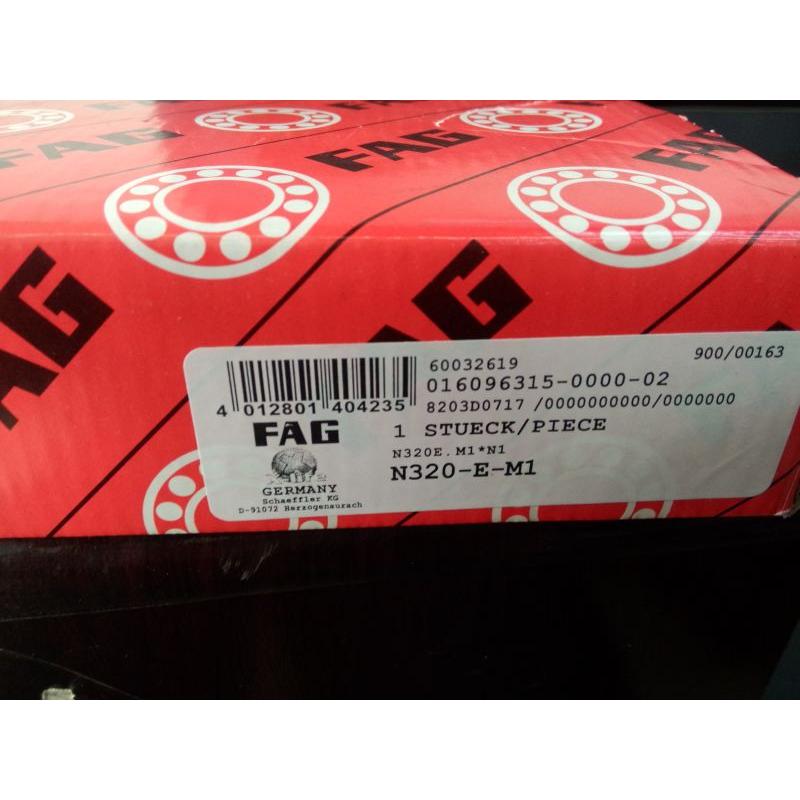 FAG
FAG
FAG
FAG
FAG
FAG
60032619
900/00163
016096315-0000-02
4 012801 404235
8203D0717 /0000000000/0000000
FAG
1 STUECK/PIECE
N320E.M1*N1
N320-E-M1
GERMANY
Schaeffler KG
D-91072 Herzogenaurach